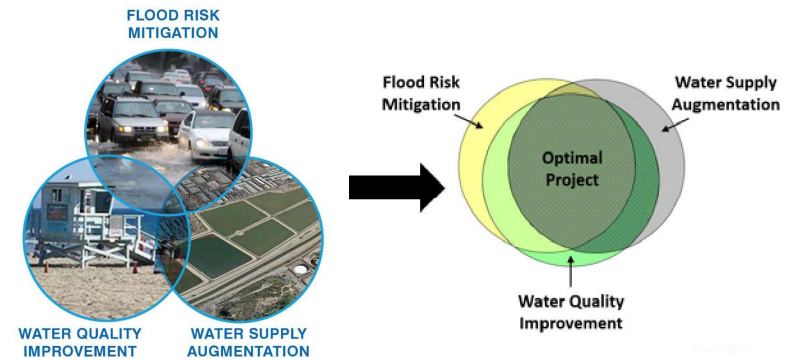 FLOOD RISK
MITIGATION
WATER QUALITY
IMPROVEMENT
WATER SUPPLY
AUGMENTATION
Flood Risk
Mitigation
Water Supply
Augmentation
Optimal
Project
Water Quality
Improvement